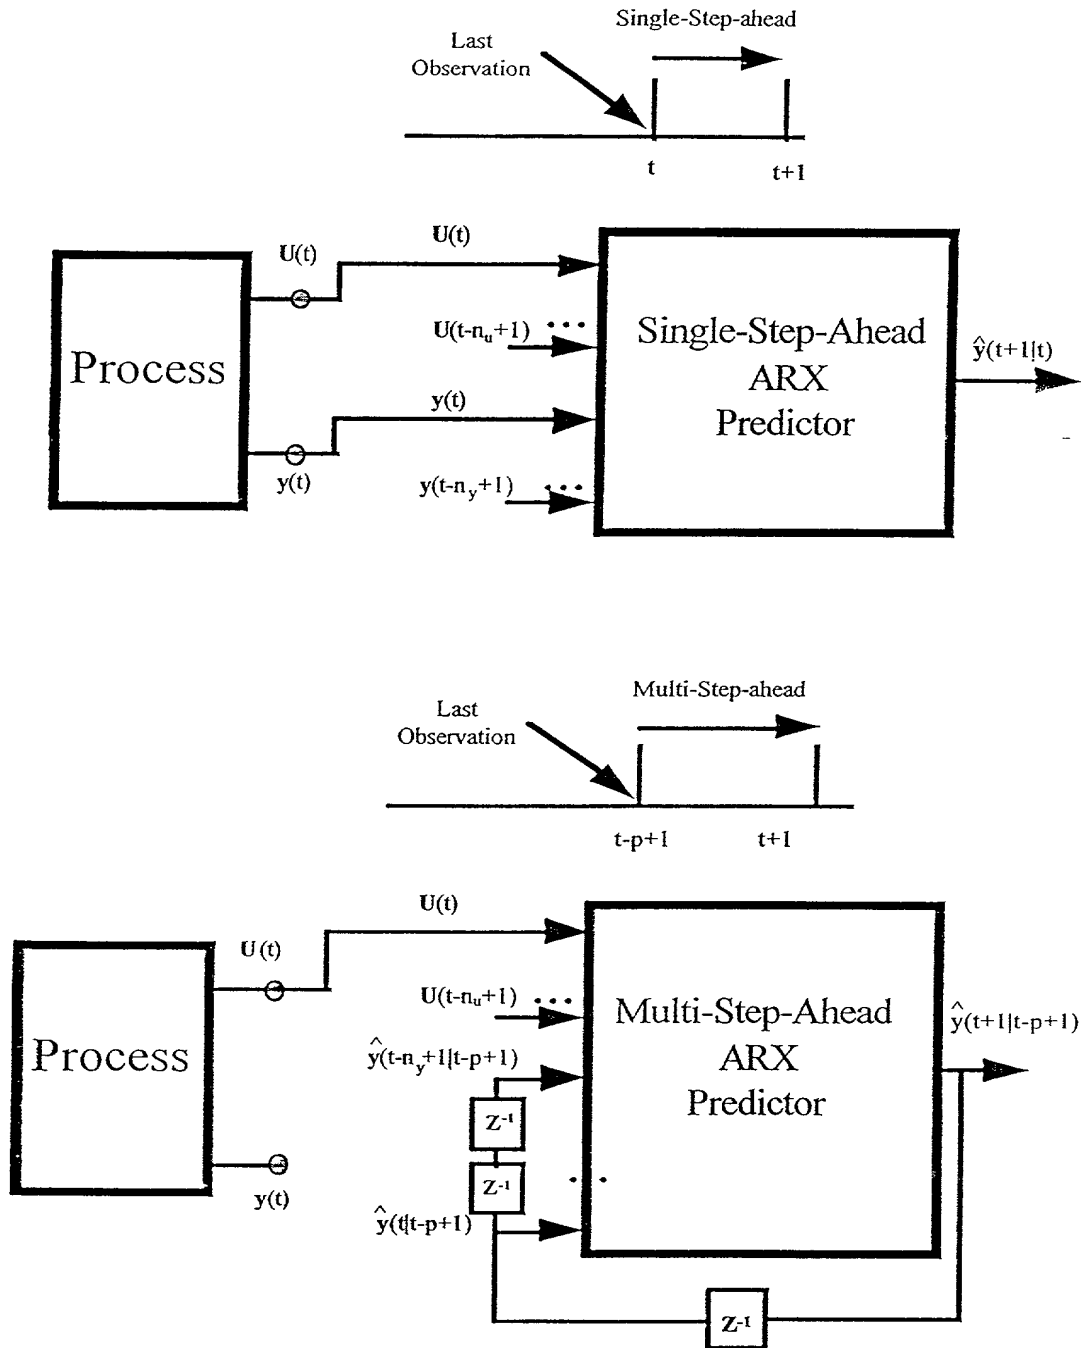 Single-Step-ahead
Last
Observation
t
t+1
U(t)
U(t)
U(t-nᵤ+1) ...
Process
Single-Step-Ahead
ARX
Predictor
ŷ(t+1|t)
y(t)
y(t)
y(t-n_y+1) ...
Multi-Step-ahead
Last
Observation
t-p+1
t+1
U(t)
U(t)
U(t-nᵤ+1) ...
ŷ(t-n_y+1|t-p+1)
Process
Multi-Step-Ahead
ARX
Predictor
ŷ(t+1|t-p+1)
Z⁻¹
Z⁻¹
y(t)
ŷ(t|t-p+1)
Z⁻¹